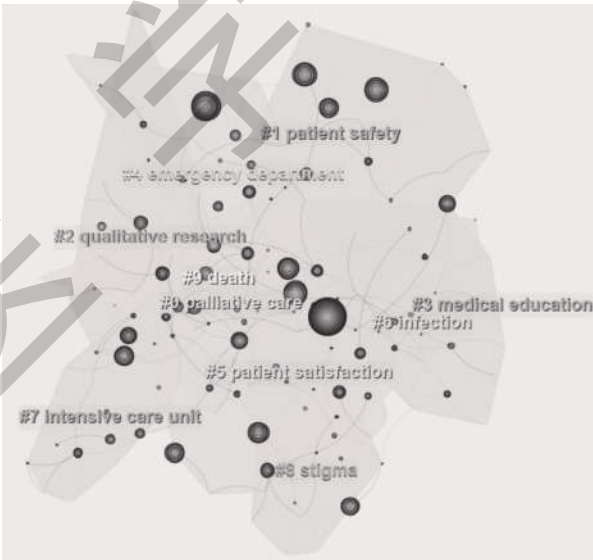 #1 patient safety
#4 emergency department
#2 qualitative research
#9 death
#0 palliative care
#3 medical education
#6 infection
#5 patient satisfaction
#7 intensive care unit
#8 stigma